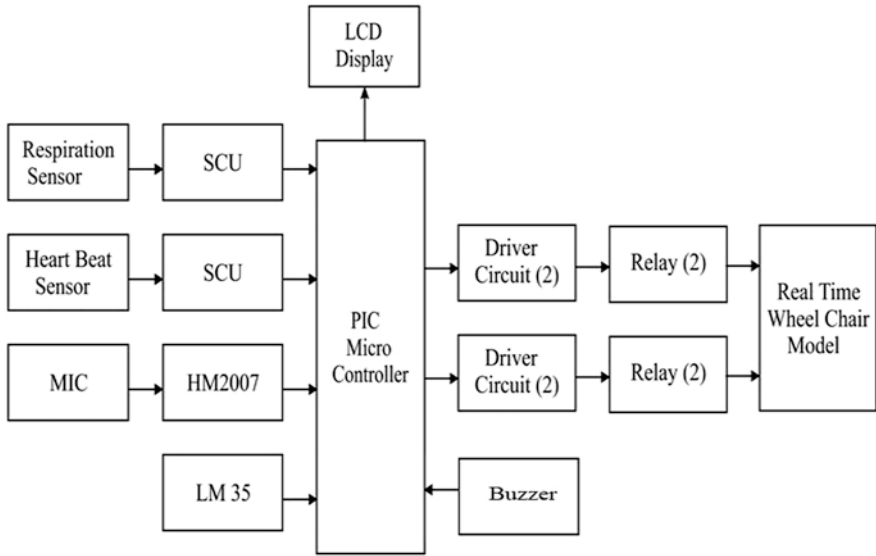 LCD
Display
Respiration
Sensor
SCU
Heart Beat
Sensor
SCU
MIC
HM2007
LM 35
PIC
Micro
Controller
Driver
Circuit (2)
Relay (2)
Driver
Circuit (2)
Relay (2)
Real Time
Wheel Chair
Model
Buzzer